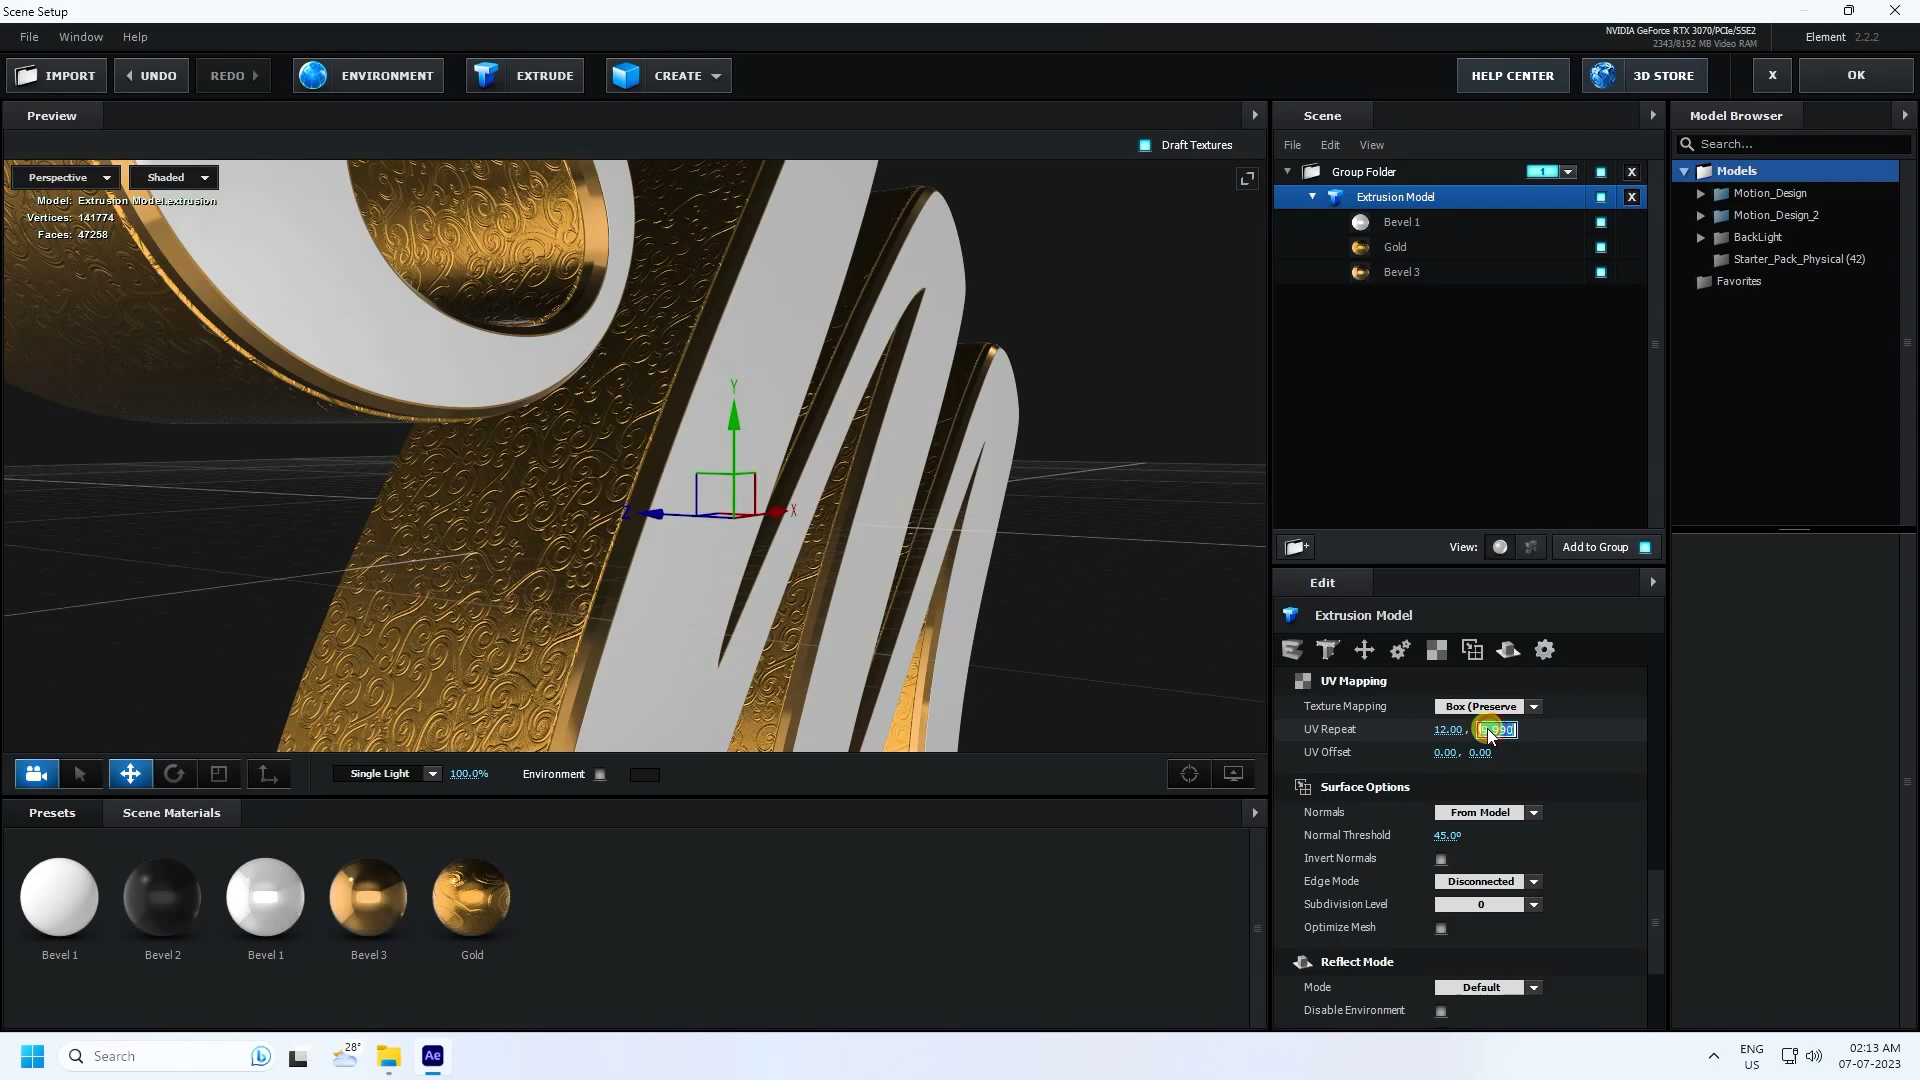 Scene Setup
File Window Help
NVIDIA GeForce RTX 3070/PCIe/SSE2
2343/8192 MB Video RAM
Element 2.2.2
IMPORT UNDO REDO ENVIRONMENT EXTRUDE CREATE HELP CENTER 3D STORE X OK
Preview
Draft Textures
Perspective Shaded
Model: Extrusion Model.extrusion
Vertices: 141774
Faces: 47258
Y
Z
X
Single Light 100.0% Environment
Presets Scene Materials
Bevel 1 Bevel 2 Bevel 1 Bevel 3 Gold
Scene
File Edit View
Group Folder 1 X
Extrusion Model X
Bevel 1
Gold
Bevel 3
View: Add to Group
Edit
Extrusion Model
UV Mapping
Texture Mapping Box (Preserve
UV Repeat 12.00,
UV Offset 0.00, 0.00
Surface Options
Normals From Model
Normal Threshold 45.0º
Invert Normals
Edge Mode Disconnected
Subdivision Level 0
Optimize Mesh
Reflect Mode
Mode Default
Disable Environment
Model Browser
Search...
Models
Motion_Design
Motion_Design_2
BackLight
Starter_Pack_Physical (42)
Favorites
Search
28°
Ae
ENG
US
02:13 AM
07-07-2023